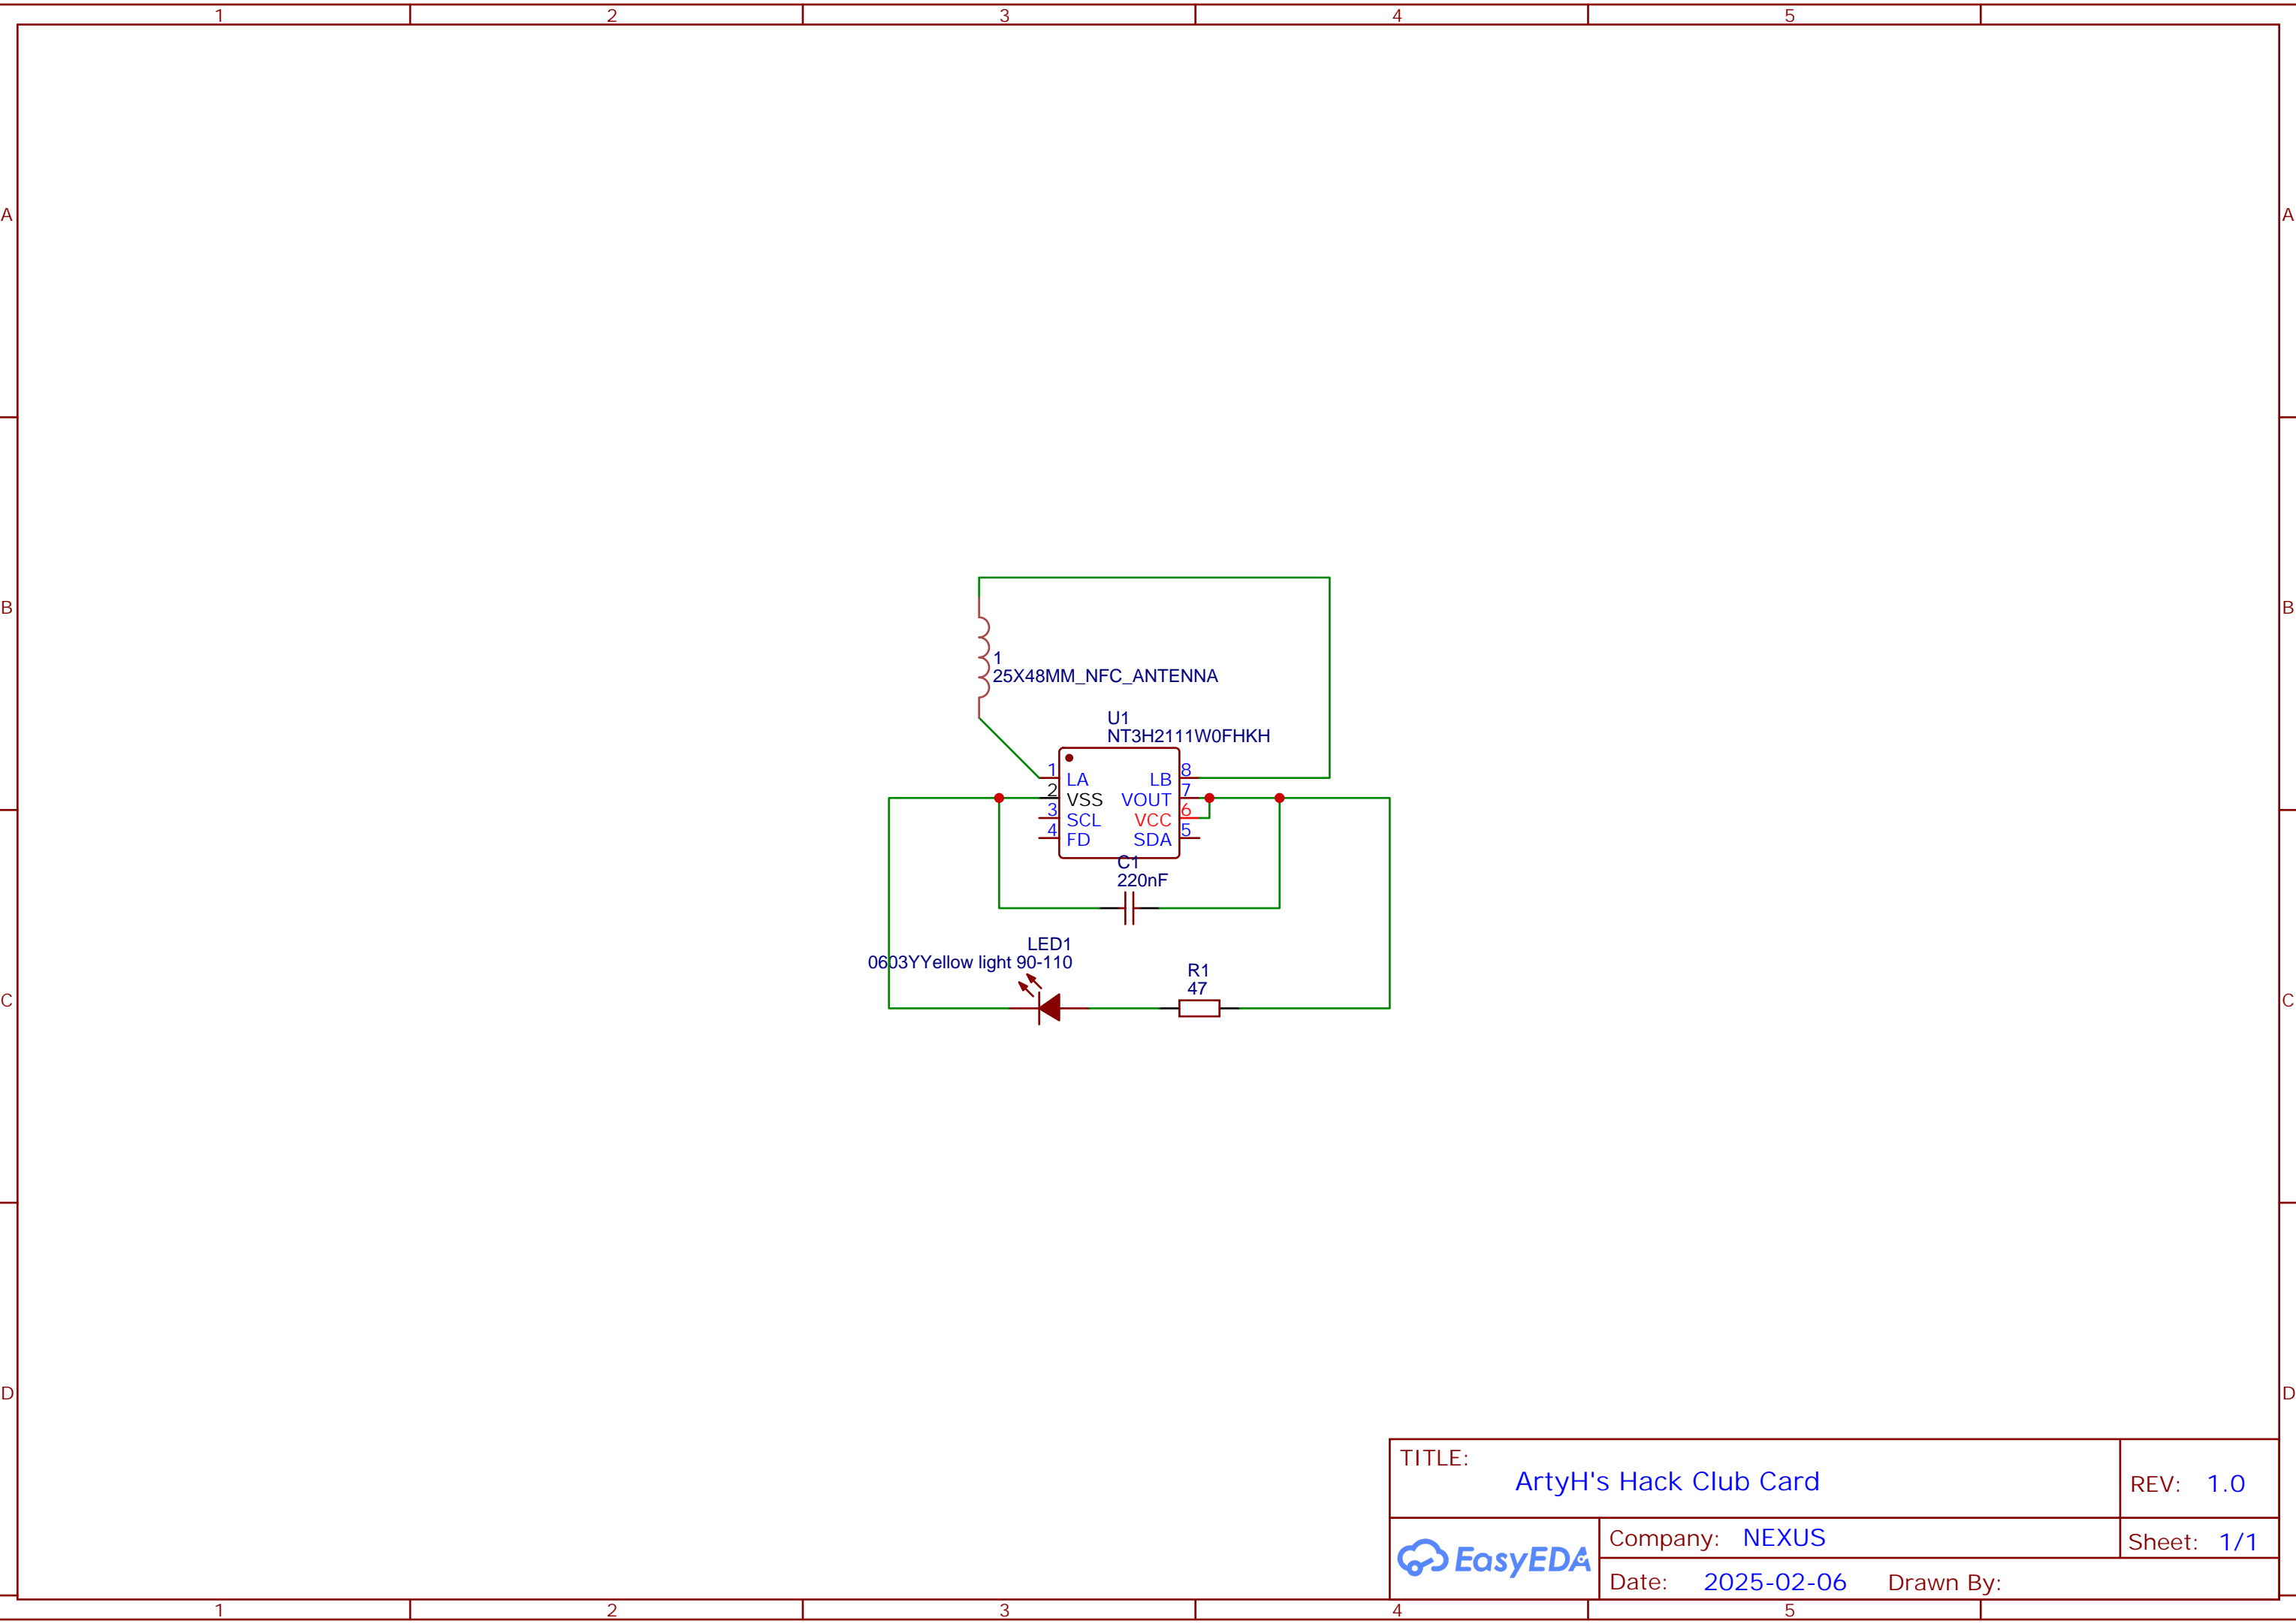 1 2 3 4 5
A A
B B
1
25X48MM_NFC_ANTENNA
U1
NT3H2111W0FHKH
1 LA LB 8
2 VSS VOUT 7
3 SCL VCC 6
4 FD SDA 5
C1
220nF
LED1
0603YYellow light 90-110
R1
47
C C
D D
TITLE:
ArtyH's Hack Club Card
REV: 1.0
EasyEDA
Company: NEXUS
Sheet: 1/1
Date: 2025-02-06 Drawn By:
1 2 3 4 5